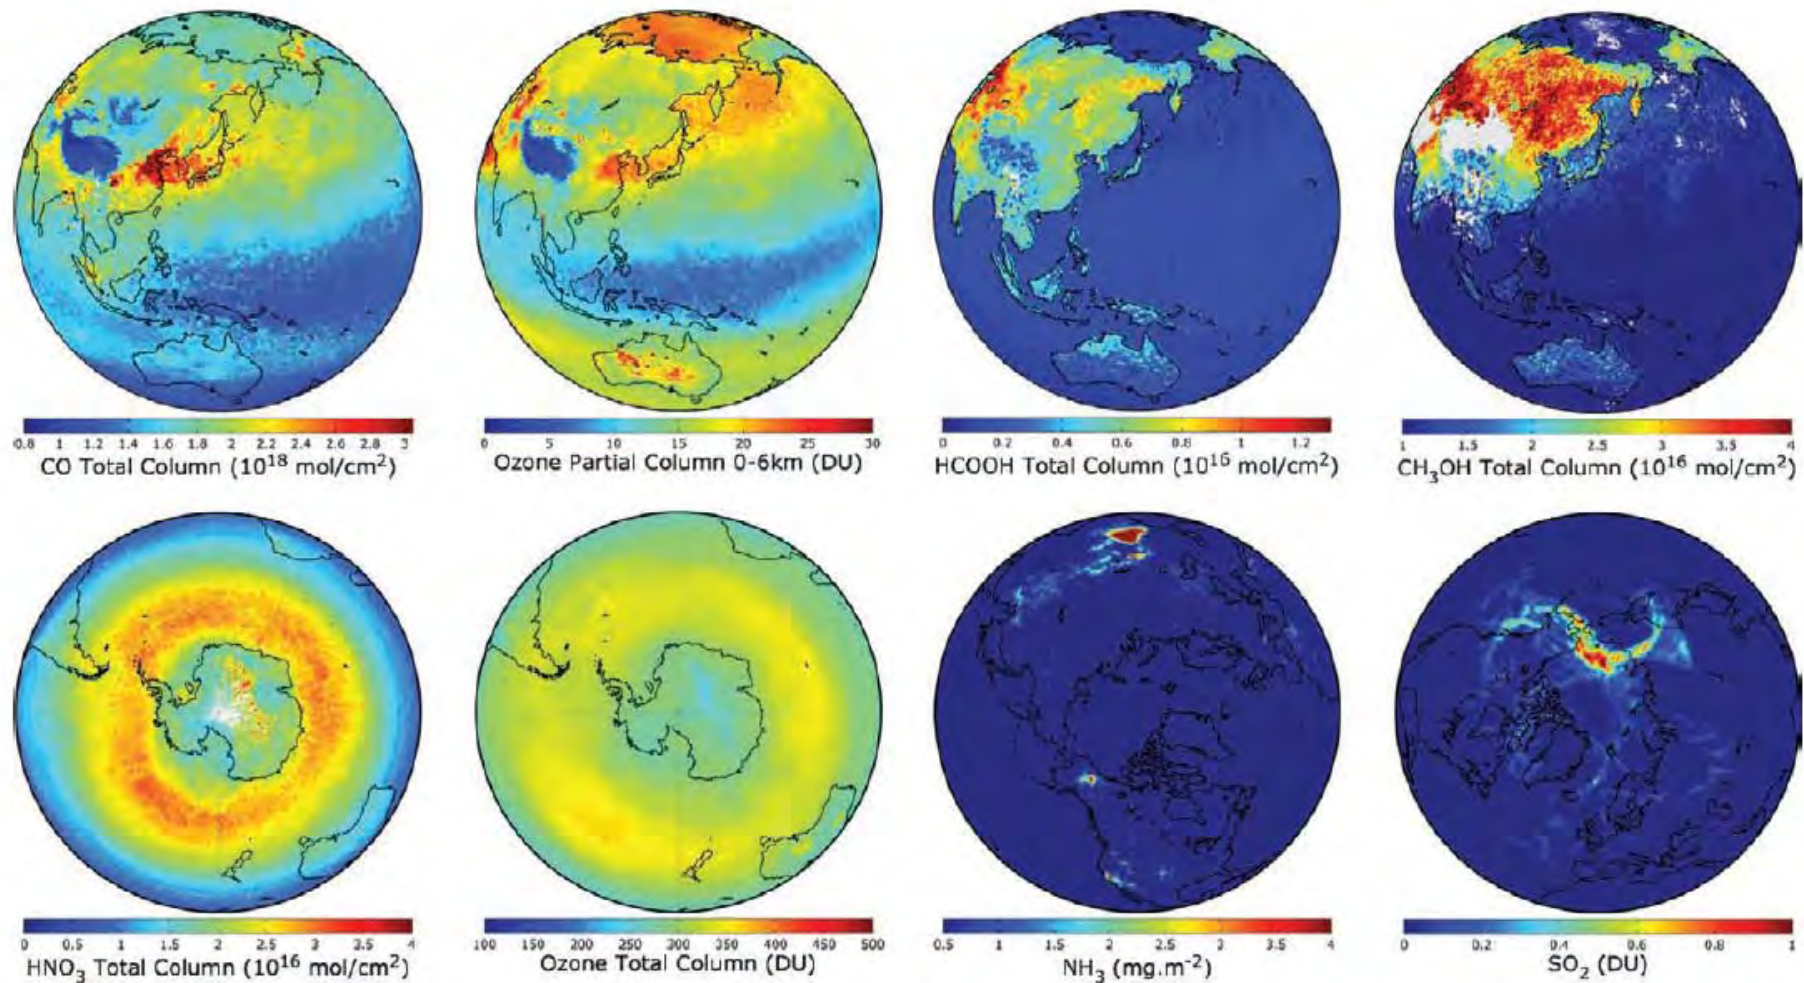 0.8 1 1.2 1.4 1.6 1.8 2 2.2 2.4 2.6 2.8 3
CO Total Column (10¹⁸ mol/cm²)
0 5 10 15 20 25 30
Ozone Partial Column 0-6km (DU)
0 0.2 0.4 0.6 0.8 1 1.2
HCOOH Total Column (10¹⁶ mol/cm²)
1 1.5 2 2.5 3 3.5 4
CH₃OH Total Column (10¹⁶ mol/cm²)
0 0.5 1 1.5 2 2.5 3 3.5 4
HNO₃ Total Column (10¹⁶ mol/cm²)
100 150 200 250 300 350 400 450 500
Ozone Total Column (DU)
0.5 1 1.5 2 2.5 3 3.5 4
NH₃ (mg.m⁻²)
0 0.2 0.4 0.6 0.8 1
SO₂ (DU)